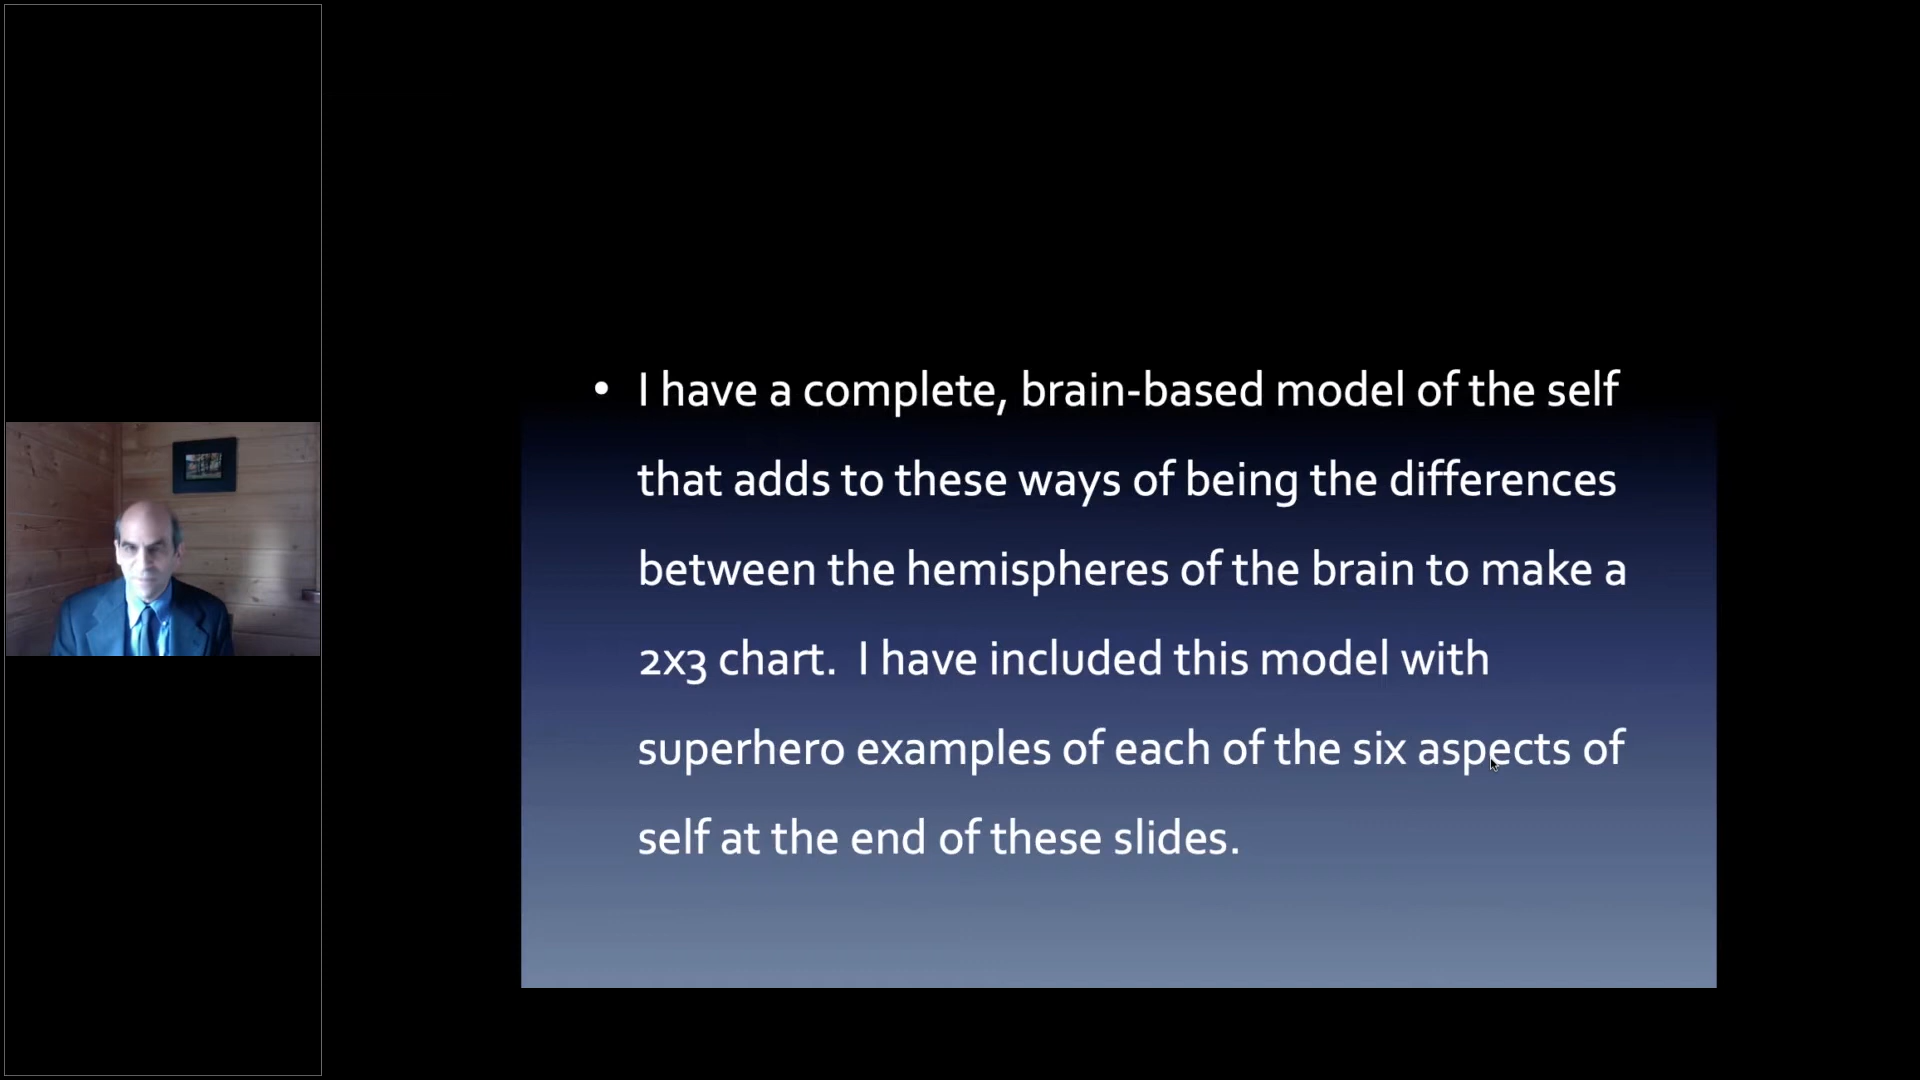 • I have a complete, brain-based model of the self
that adds to these ways of being the differences
between the hemispheres of the brain to make a
2x3 chart.  I have included this model with
superhero examples of each of the six aspects of
self at the end of these slides.